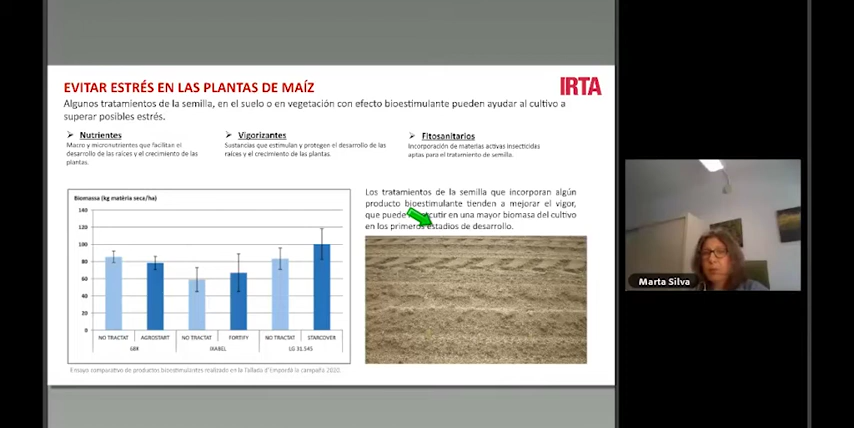 EVITAR ESTRÉS EN LAS PLANTAS DE MAÍZ
IRTA
Algunos tratamientos de la semilla, en el suelo o en vegetación con efecto bioestimulante pueden ayudar al cultivo a
superar posibles estrés.
Nutrientes
Macro y micronutrientes que facilitan el
desarrollo de las raíces y el crecimiento de las
plantas.
Vigorizantes
Sustancias que estimulan y protegen el desarrollo de las
raíces y el crecimiento de las plantas.
Fitosanitarios
Incorporación de materias activas insecticidas
aptas para el tratamiento de semilla.
Biomassa (kg matèria seca/ha)
140
120
100
80
60
40
20
0
NO TRACTAT AGROSTART NO TRACTAT FORTIFY NO TRACTAT STARCOVER
IXABEL LG 31.545
Ensayo comparativo de productos bioestimulantes realizado en la Tallada d'Empordà la campaña 2020.
Los tratamientos de la semilla que incorporan algún
producto bioestimulante tienden a mejorar el vigor,
que puede en una mayor biomasa del cultivo
en los primeros estadios de desarrollo.
Marta Silva